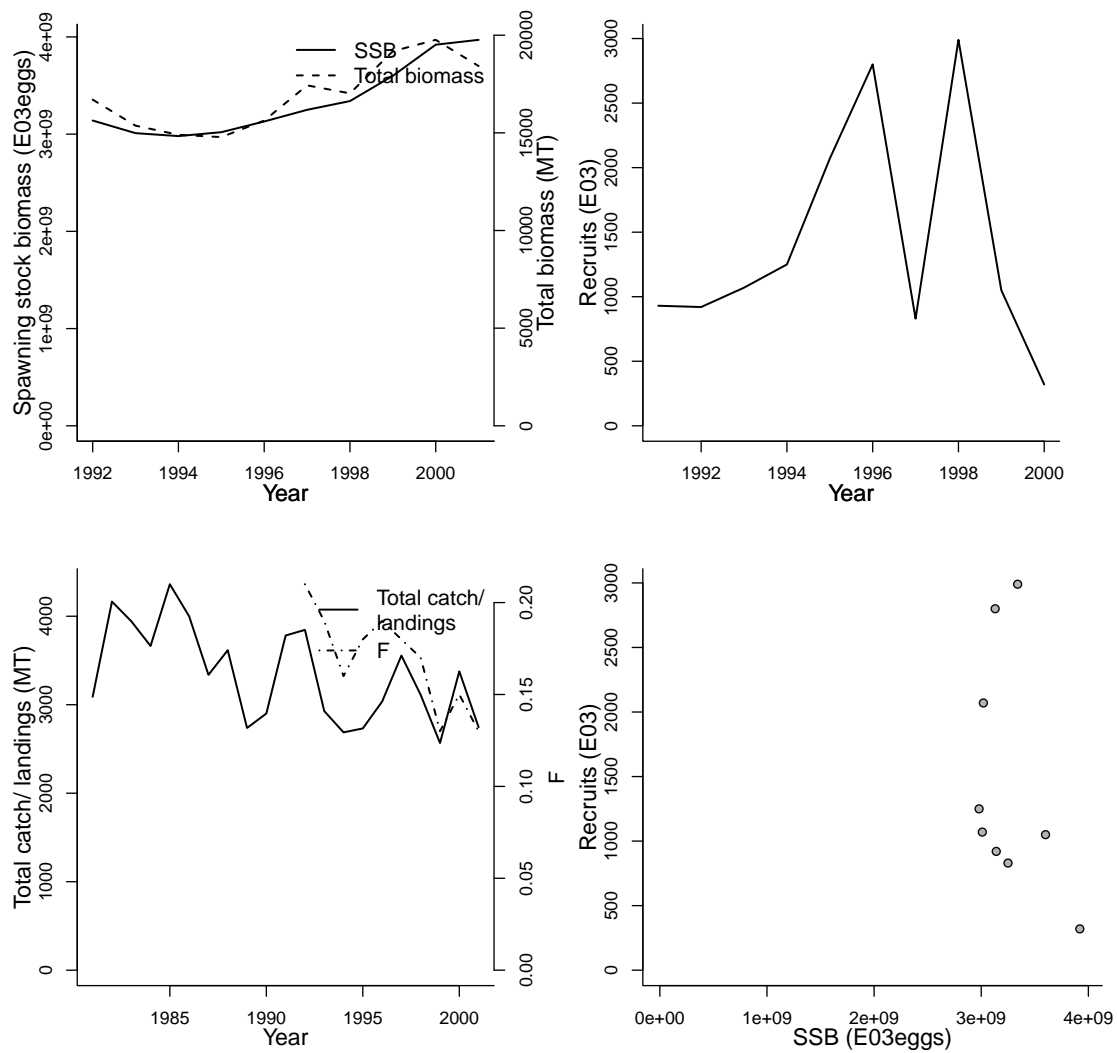 Spawning stock biomass (E03eggs)
0e+00 1e+09 2e+09 3e+09 4e+09
SSB
Total biomass
Total biomass (MT)
0 5000 10000 15000 20000
1992 1994 1996 1998 2000
Year
Recruits (E03)
0 500 1000 1500 2000 2500 3000
1992 1994 1996 1998 2000
Year
Total catch/ landings (MT)
0 1000 2000 3000 4000
Total catch/
landings
F
F
0.00 0.05 0.10 0.15 0.20
1985 1990 1995 2000
Year
Recruits (E03)
0 500 1000 1500 2000 2500 3000
0e+00 1e+09 2e+09 3e+09 4e+09
SSB (E03eggs)